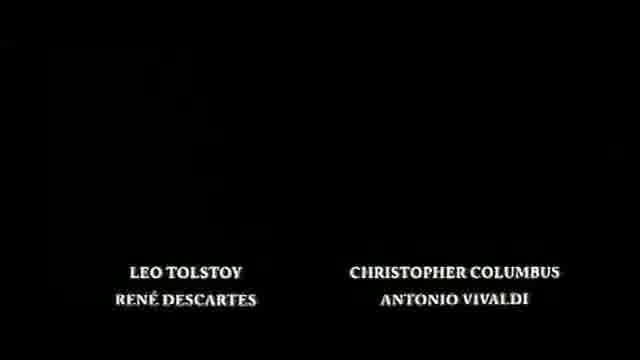 LEO TOLSTOY
CHRISTOPHER COLUMBUS
RENÉ DESCARTES
ANTONIO VIVALDI